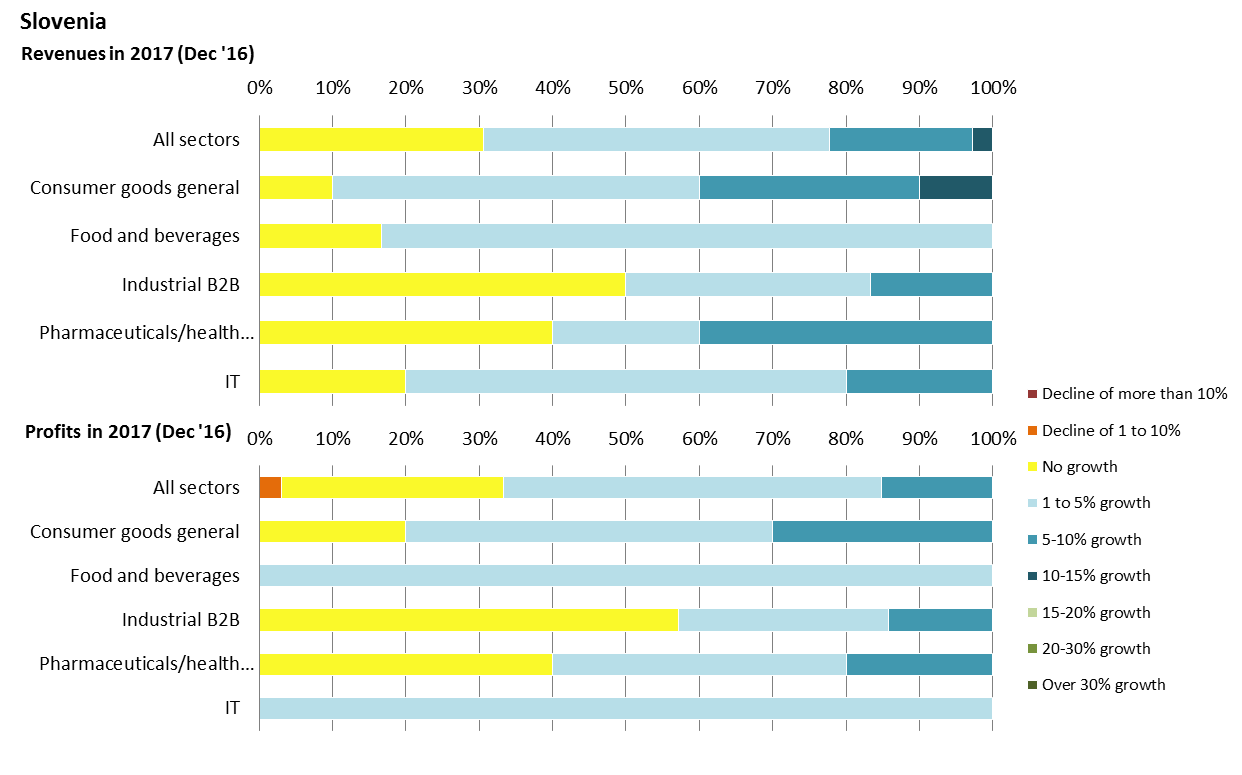 Slovenia
Revenues in 2017 (Dec '16)
0% 10% 20% 30% 40% 50% 60% 70% 80% 90% 100%
All sectors
Consumer goods general
Food and beverages
Industrial B2B
Pharmaceuticals/health...
IT
Profits in 2017 (Dec '16)
0% 10% 20% 30% 40% 50% 60% 70% 80% 90% 100%
All sectors
Consumer goods general
Food and beverages
Industrial B2B
Pharmaceuticals/health...
IT
Decline of more than 10%
Decline of 1 to 10%
No growth
1 to 5% growth
5-10% growth
10-15% growth
15-20% growth
20-30% growth
Over 30% growth